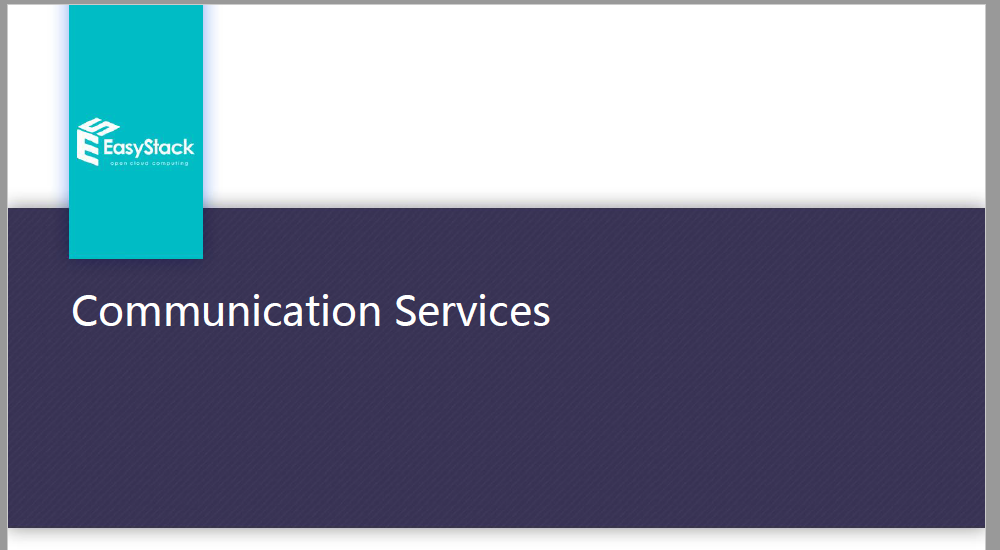 EasyStack
open cloud computing
Communication Services